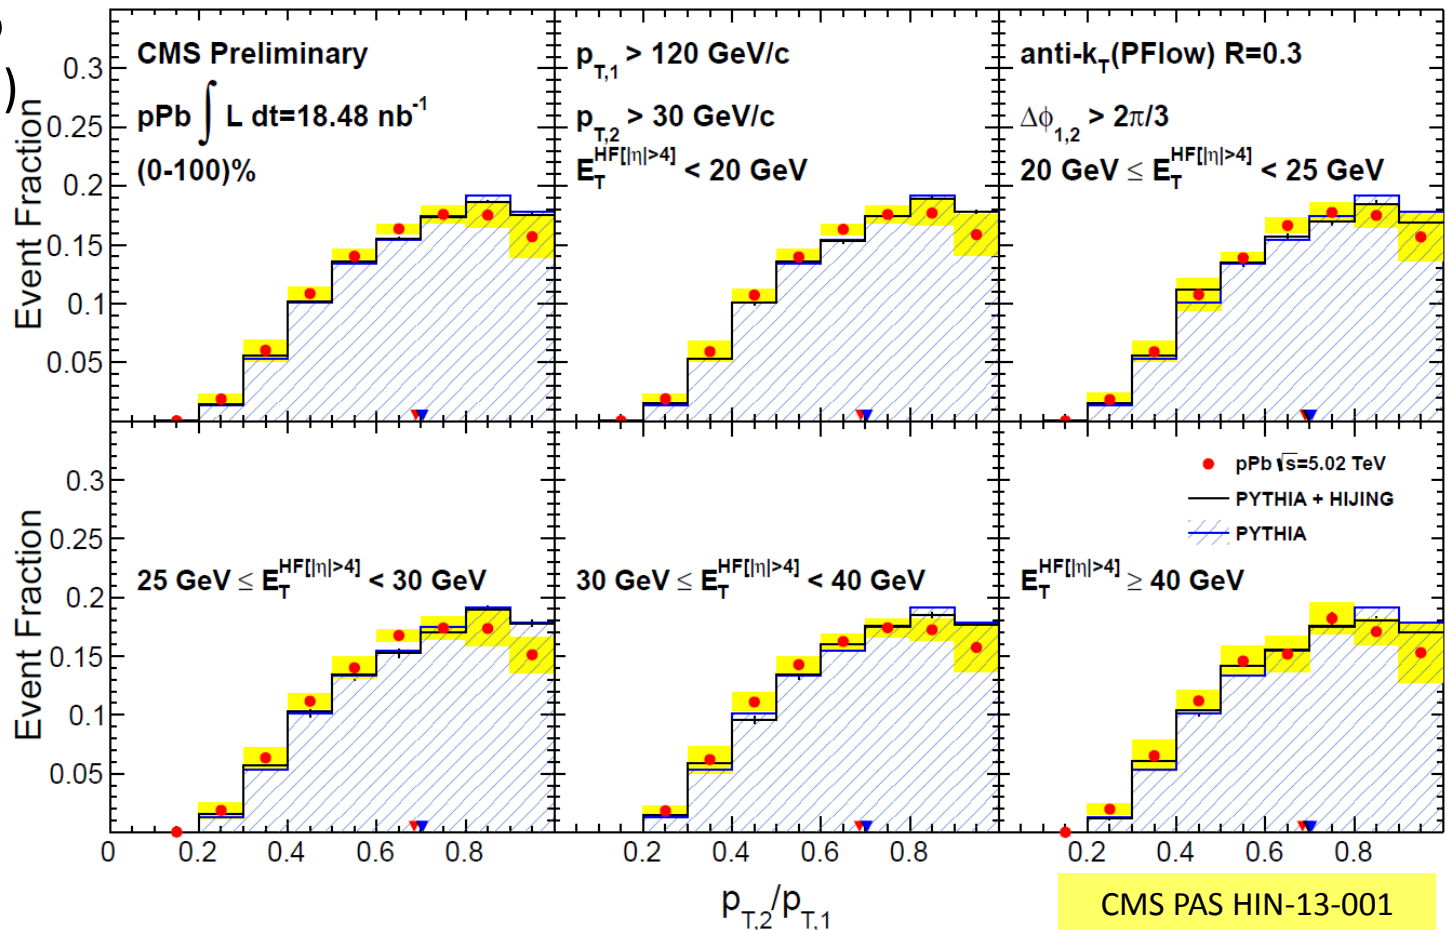 )
)
CMS Preliminary
pPb ∫ L dt=18.48 nb⁻¹
(0-100)%
p_{T,1} > 120 GeV/c
p_{T,2} > 30 GeV/c
E_T^{HF[|η|>4]} < 20 GeV
anti-k_T(PFlow) R=0.3
Δϕ_{1,2} > 2π/3
20 GeV ≤ E_T^{HF[|η|>4]} < 25 GeV
Event Fraction
0.3
0.25
0.2
0.15
0.1
0.05
pPb √s=5.02 TeV
PYTHIA + HIJING
PYTHIA
25 GeV ≤ E_T^{HF[|η|>4]} < 30 GeV
30 GeV ≤ E_T^{HF[|η|>4]} < 40 GeV
E_T^{HF[|η|>4]} ≥ 40 GeV
Event Fraction
0.3
0.25
0.2
0.15
0.1
0.05
0 0.2 0.4 0.6 0.8 0.2 0.4 0.6 0.8 0.2 0.4 0.6 0.8
p_{T,2}/p_{T,1}
CMS PAS HIN-13-001